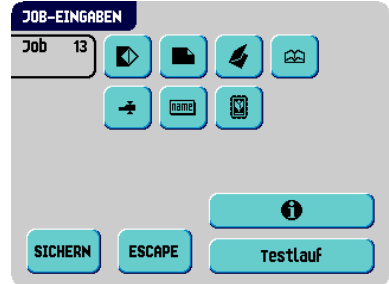 JOB-EINGABEN
Job 13
name
SICHERN
ESCAPE
Testlauf